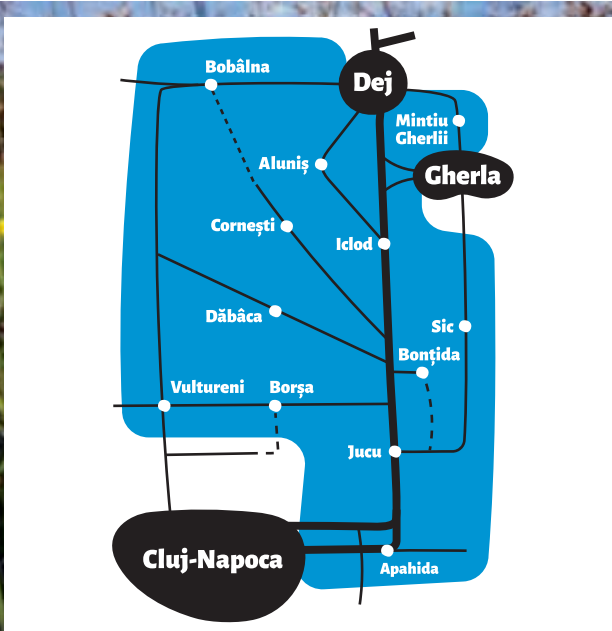 Bobâlna
Dej
Mintiu
Gherlii
Aluniș
Gherla
Cornești
Iclod
Dăbâca
Sic
Bonțida
Vultureni
Borșa
Jucu
Cluj-Napoca
Apahida